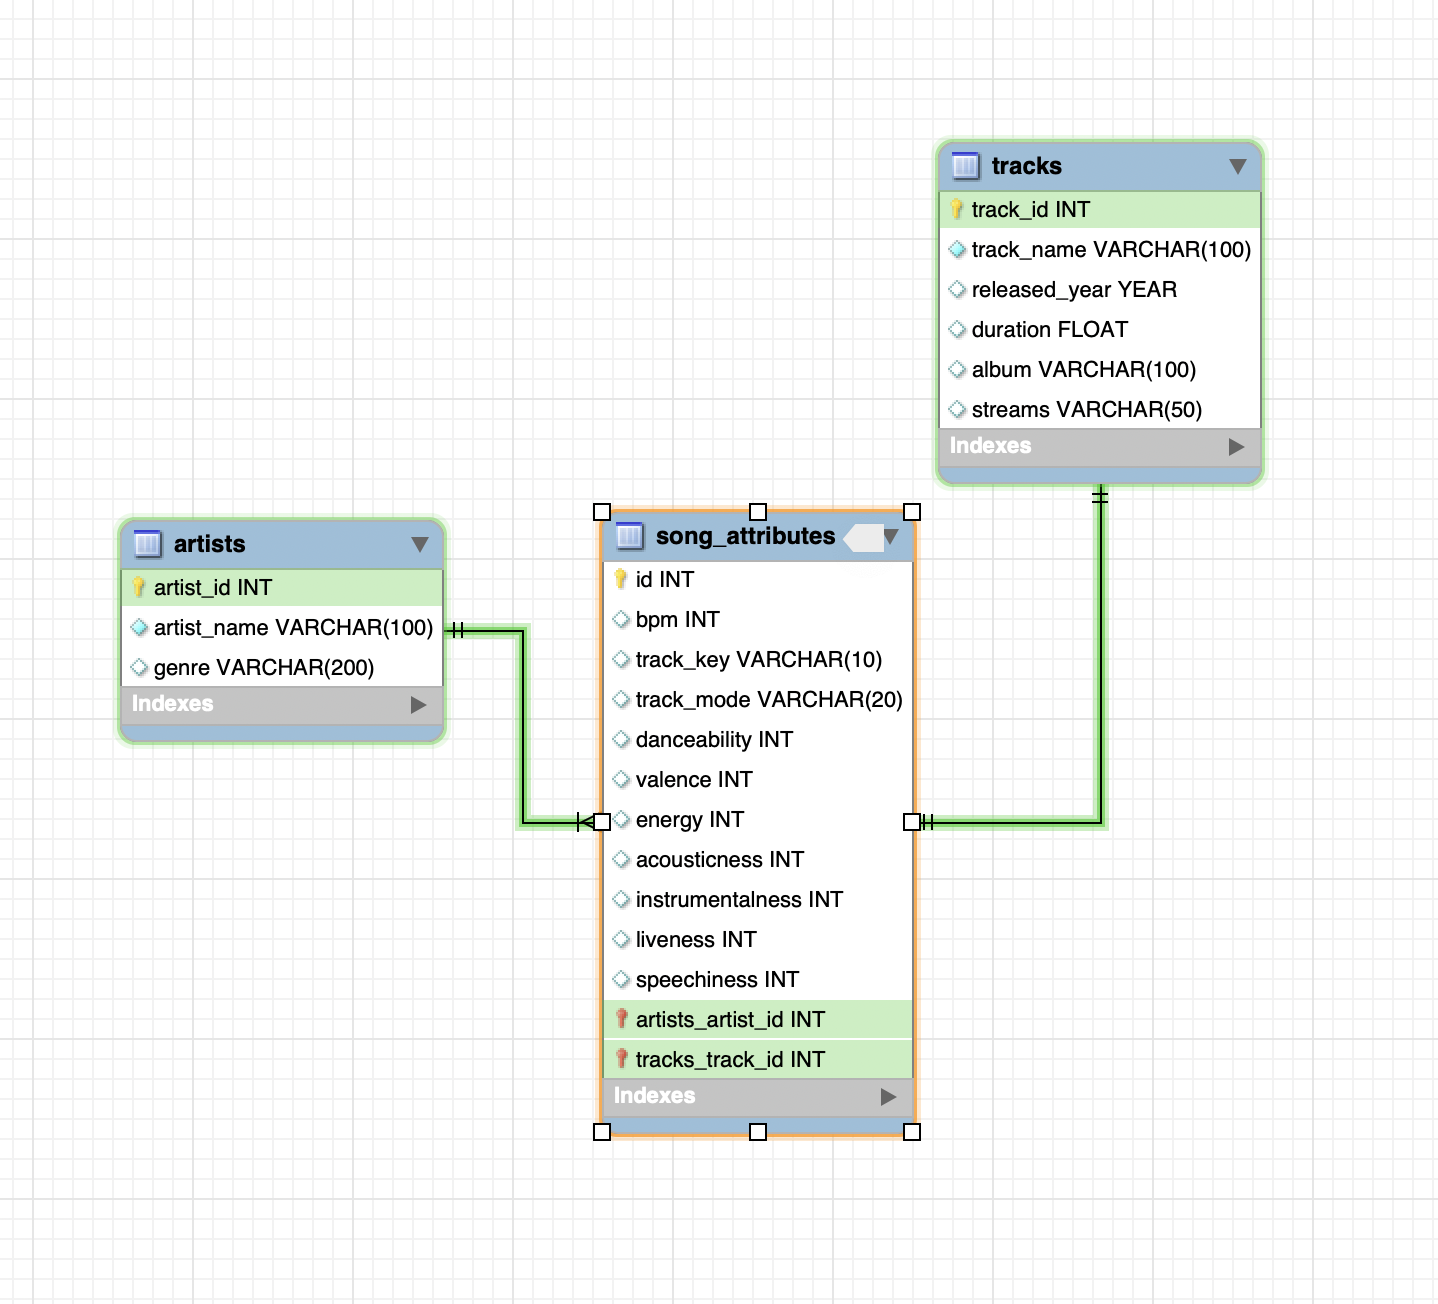 tracks
track_id INT
track_name VARCHAR(100)
released_year YEAR
duration FLOAT
album VARCHAR(100)
streams VARCHAR(50)
Indexes
artists
artist_id INT
artist_name VARCHAR(100)
genre VARCHAR(200)
Indexes
song_attributes
id INT
bpm INT
track_key VARCHAR(10)
track_mode VARCHAR(20)
danceability INT
valence INT
energy INT
acousticness INT
instrumentalness INT
liveness INT
speechiness INT
artists_artist_id INT
tracks_track_id INT
Indexes